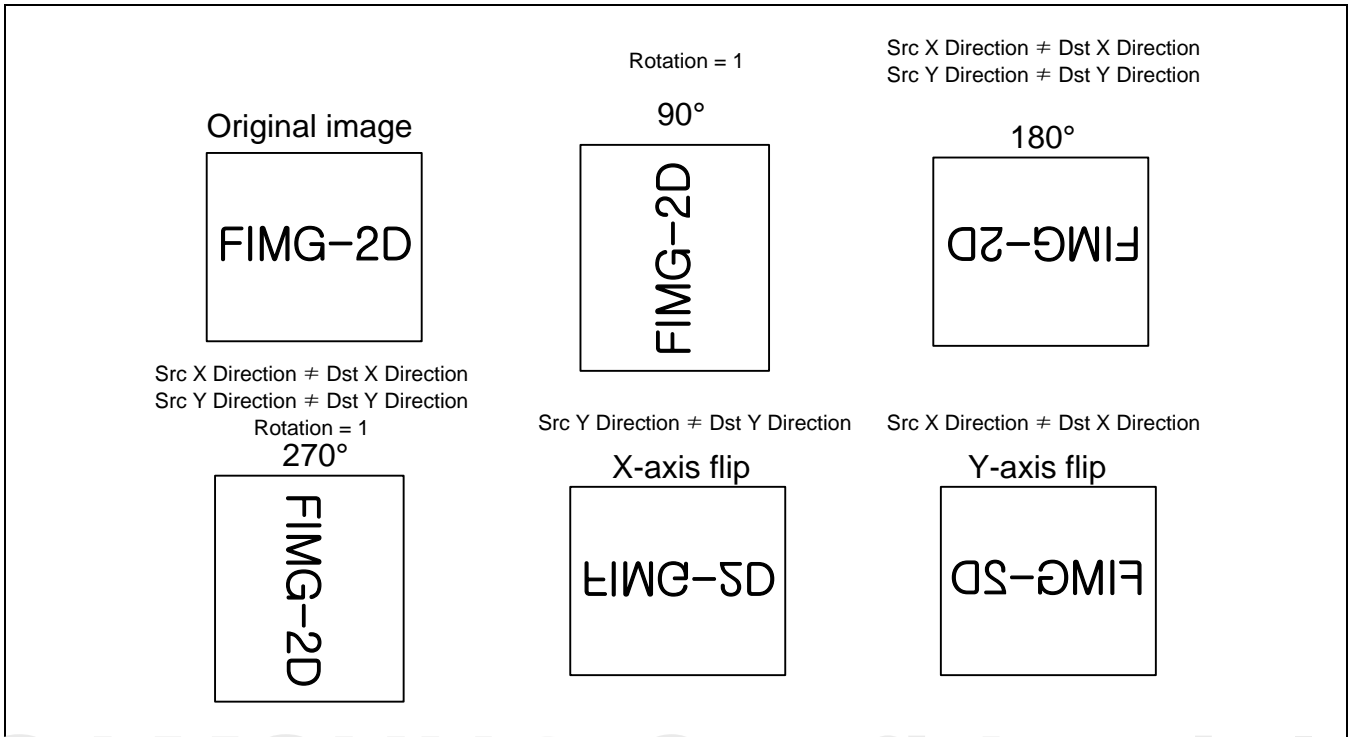 Rotation = 1
90°
FIMG-2D
Src X Direction ≠ Dst X Direction
Src Y Direction ≠ Dst Y Direction
180°
FIMG-2D
Original image
FIMG-2D
Src X Direction ≠ Dst X Direction
Src Y Direction ≠ Dst Y Direction
Rotation = 1
270°
FIMG-2D
Src Y Direction ≠ Dst Y Direction
X-axis flip
FIMG-2D
Src X Direction ≠ Dst X Direction
Y-axis flip
FIMG-2D